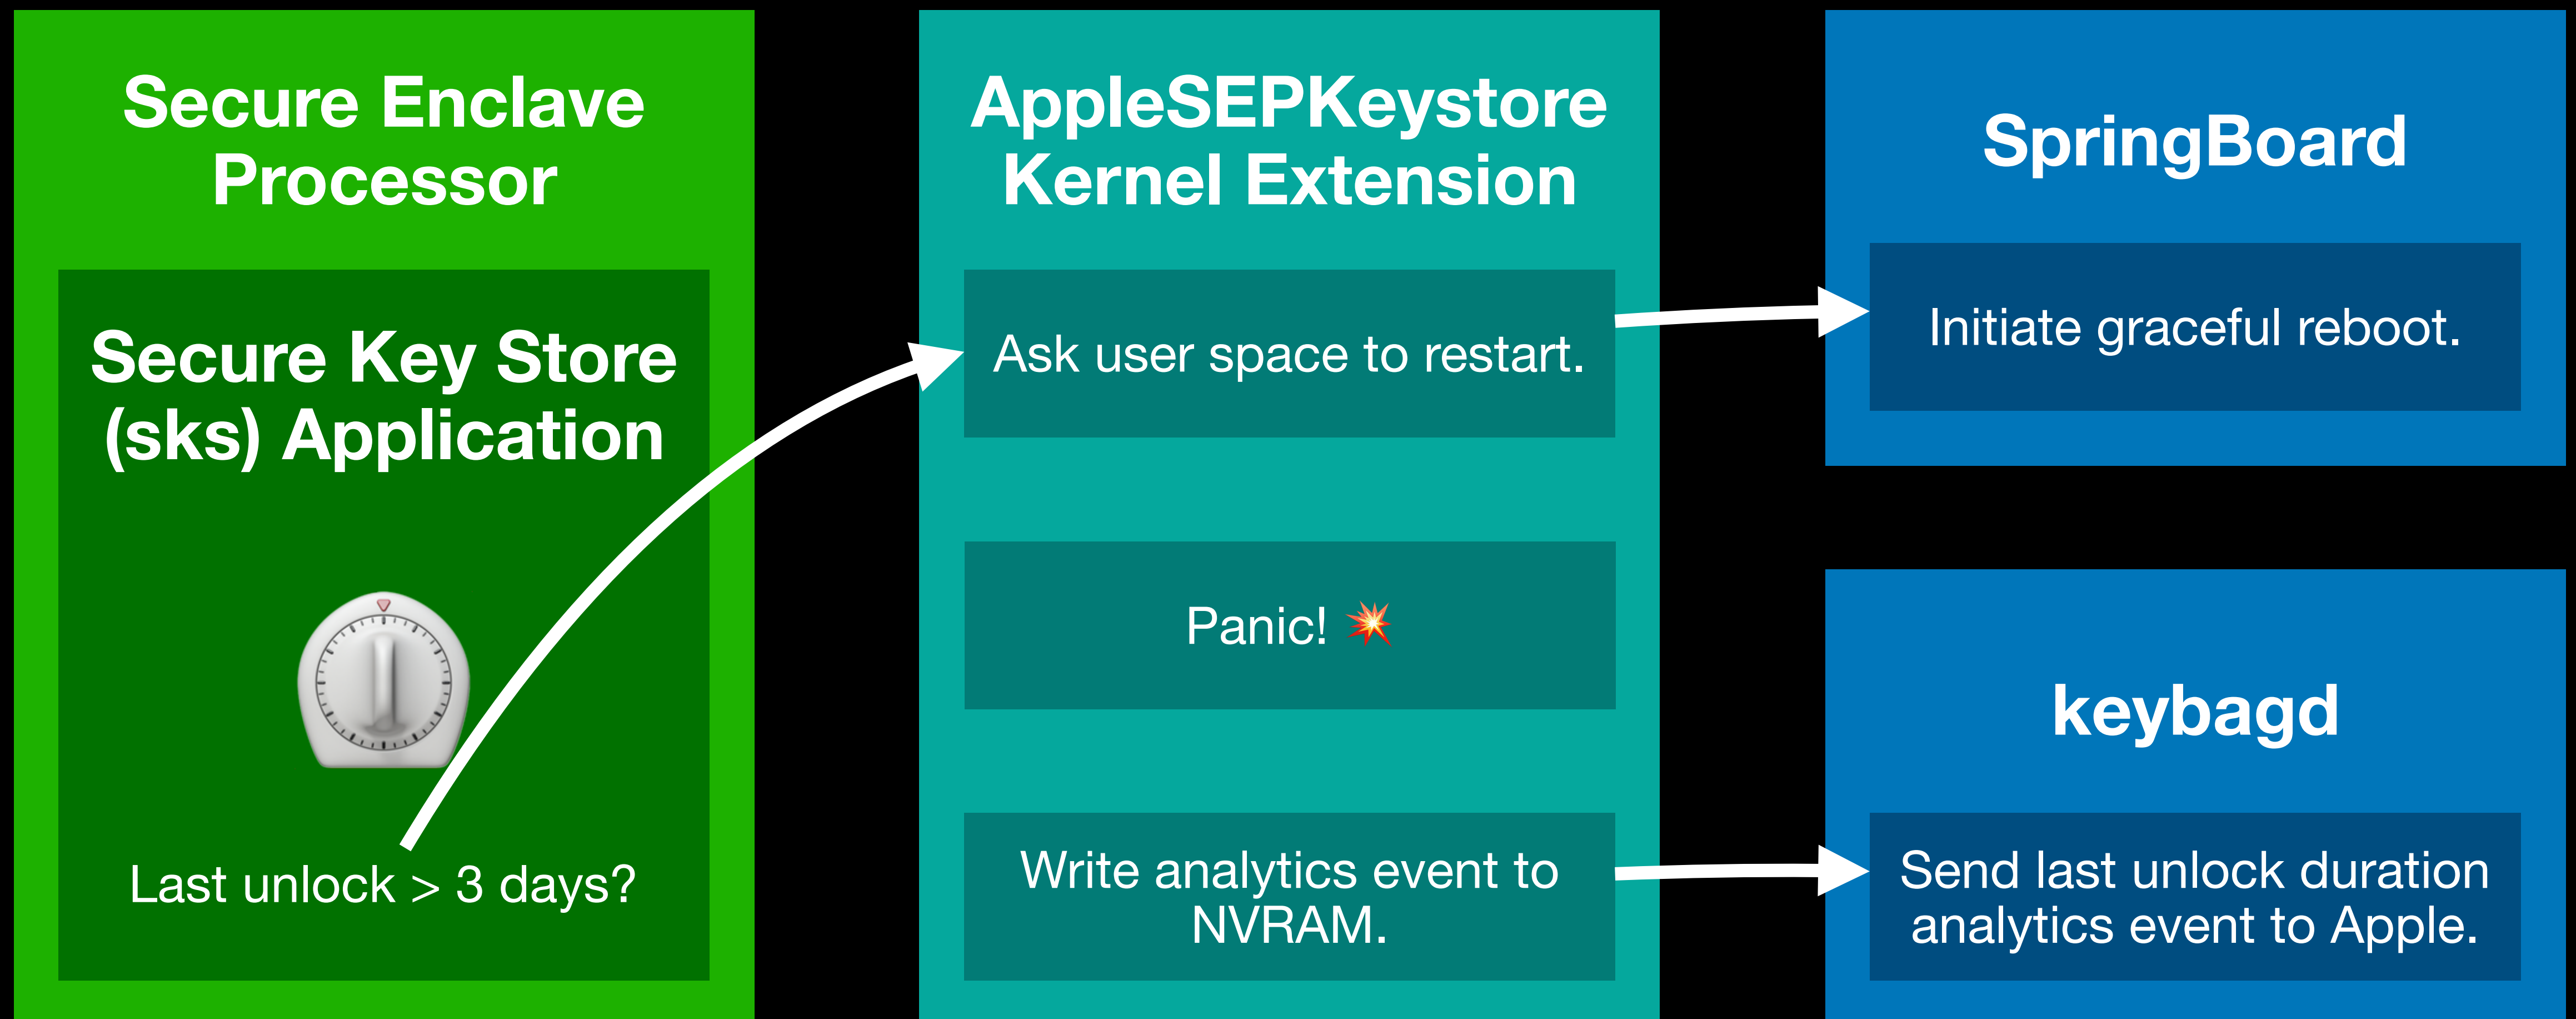 Secure Enclave
Processor
Secure Key Store
(sks) Application
Last unlock > 3 days?
AppleSEPKeystore
Kernel Extension
Ask user space to restart.
Panic! 💥
Write analytics event to
NVRAM.
SpringBoard
Initiate graceful reboot.
keybagd
Send last unlock duration
analytics event to Apple.